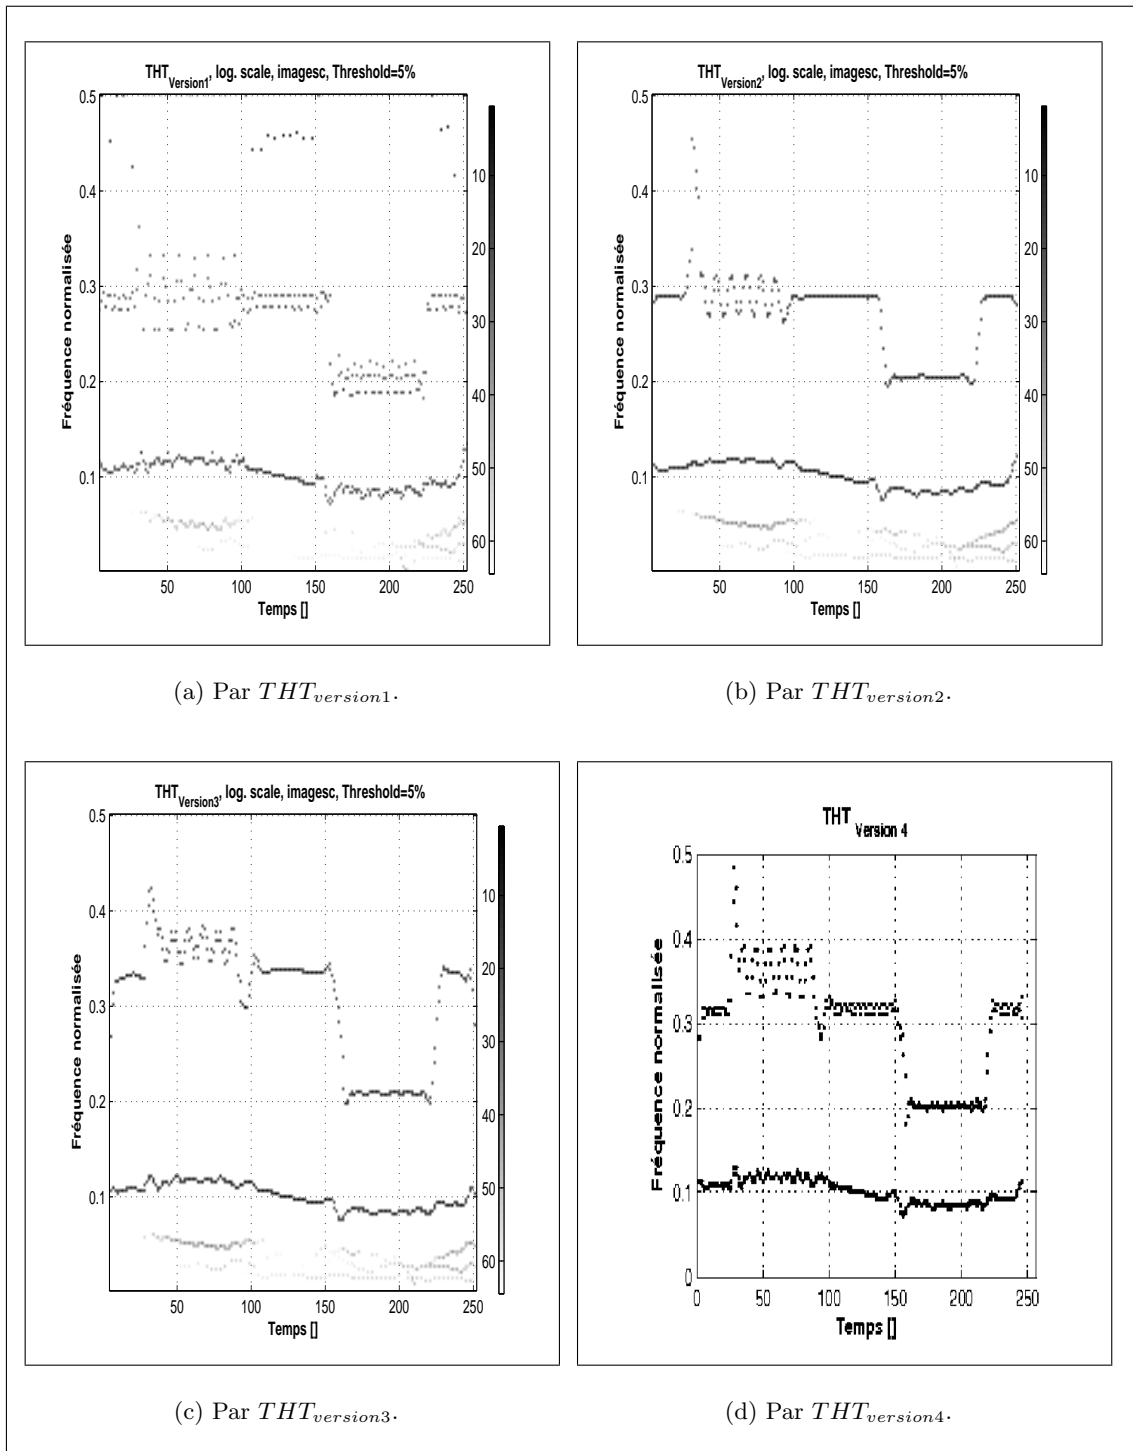 THT_Version1, log. scale, imagesc, Threshold=5%
0.5
0.4
0.3
0.2
0.1
Fréquence normalisée
50 100 150 200 250
Temps []
10
20
30
40
50
60
(a) Par THT_version1.
THT_Version2, log. scale, imagesc, Threshold=5%
0.5
0.4
0.3
0.2
0.1
Fréquence normalisée
50 100 150 200 250
Temps []
10
20
30
40
50
60
(b) Par THT_version2.
THT_Version3, log. scale, imagesc, Threshold=5%
0.5
0.4
0.3
0.2
0.1
Fréquence normalisée
50 100 150 200 250
Temps []
10
20
30
40
50
60
(c) Par THT_version3.
THT_Version 4
0.5
0.4
0.3
0.2
0.1
0
Fréquence normalisée
0 50 100 150 200 250
Temps []
(d) Par THT_version4.